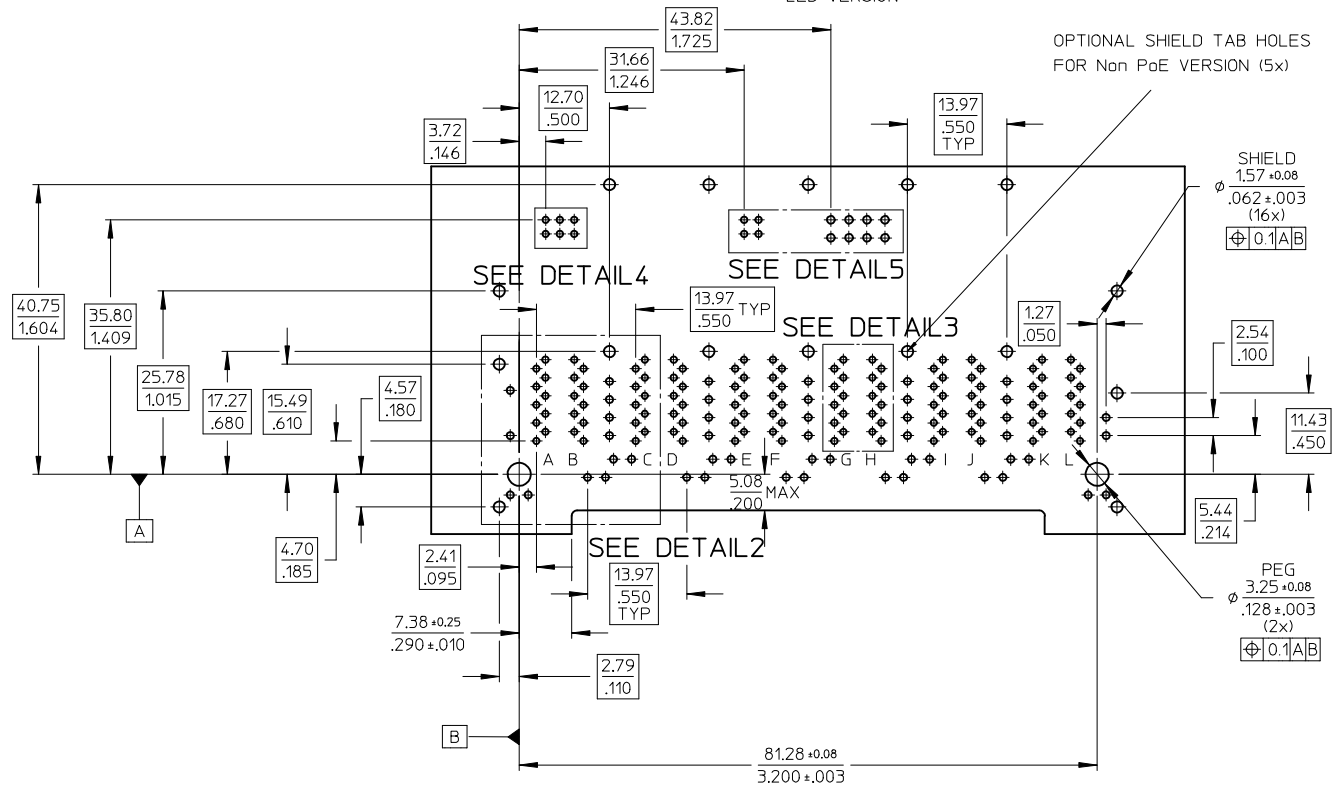 LED VERSION
43.82
1.725
31.66
1.246
12.70
.500
3.72
.146
OPTIONAL SHIELD TAB HOLES
FOR Non PoE VERSION (5x)
13.97
.550
TYP
SHIELD
⌀ 1.57 ±0.08
.062 ±.003
(16x)
⌖ 0.1 A B
SEE DETAIL4
SEE DETAIL5
40.75
1.604
35.80
1.409
25.78
1.015
17.27
.680
15.49
.610
4.57
.180
13.97 TYP
.550
SEE DETAIL3
1.27
.050
2.54
.100
11.43
.450
A B C D E F G H I J K L
5.08 MAX
.200
5.44
.214
A
4.70
.185
2.41
.095
SEE DETAIL2
13.97
.550
TYP
7.38 ±0.25
.290 ±.010
2.79
.110
PEG
⌀ 3.25 ±0.08
.128 ±.003
(2x)
⌖ 0.1 A B
B
81.28 ±0.08
3.200 ±.003